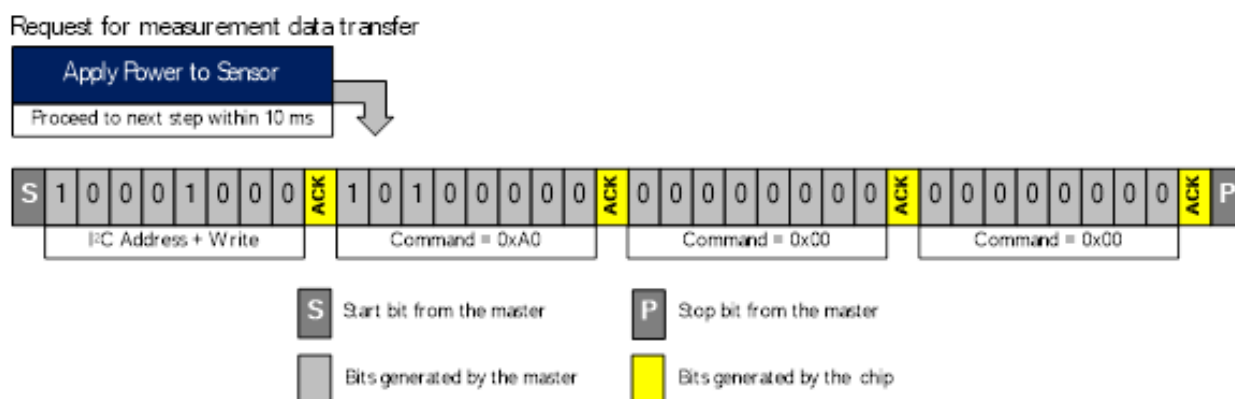 Request for measurement data transfer
Apply Power to Sensor
Proceed to next step within 10 ms
S 1 0 0 0 1 0 0 0 ACK 1 0 1 0 0 0 0 0 ACK 0 0 0 0 0 0 0 0 ACK 0 0 0 0 0 0 0 0 ACK P
I²C Address + Write Command = 0xA0 Command = 0x00 Command = 0x00
S Start bit from the master P Stop bit from the master
Bits generated by the master Bits generated by the chip